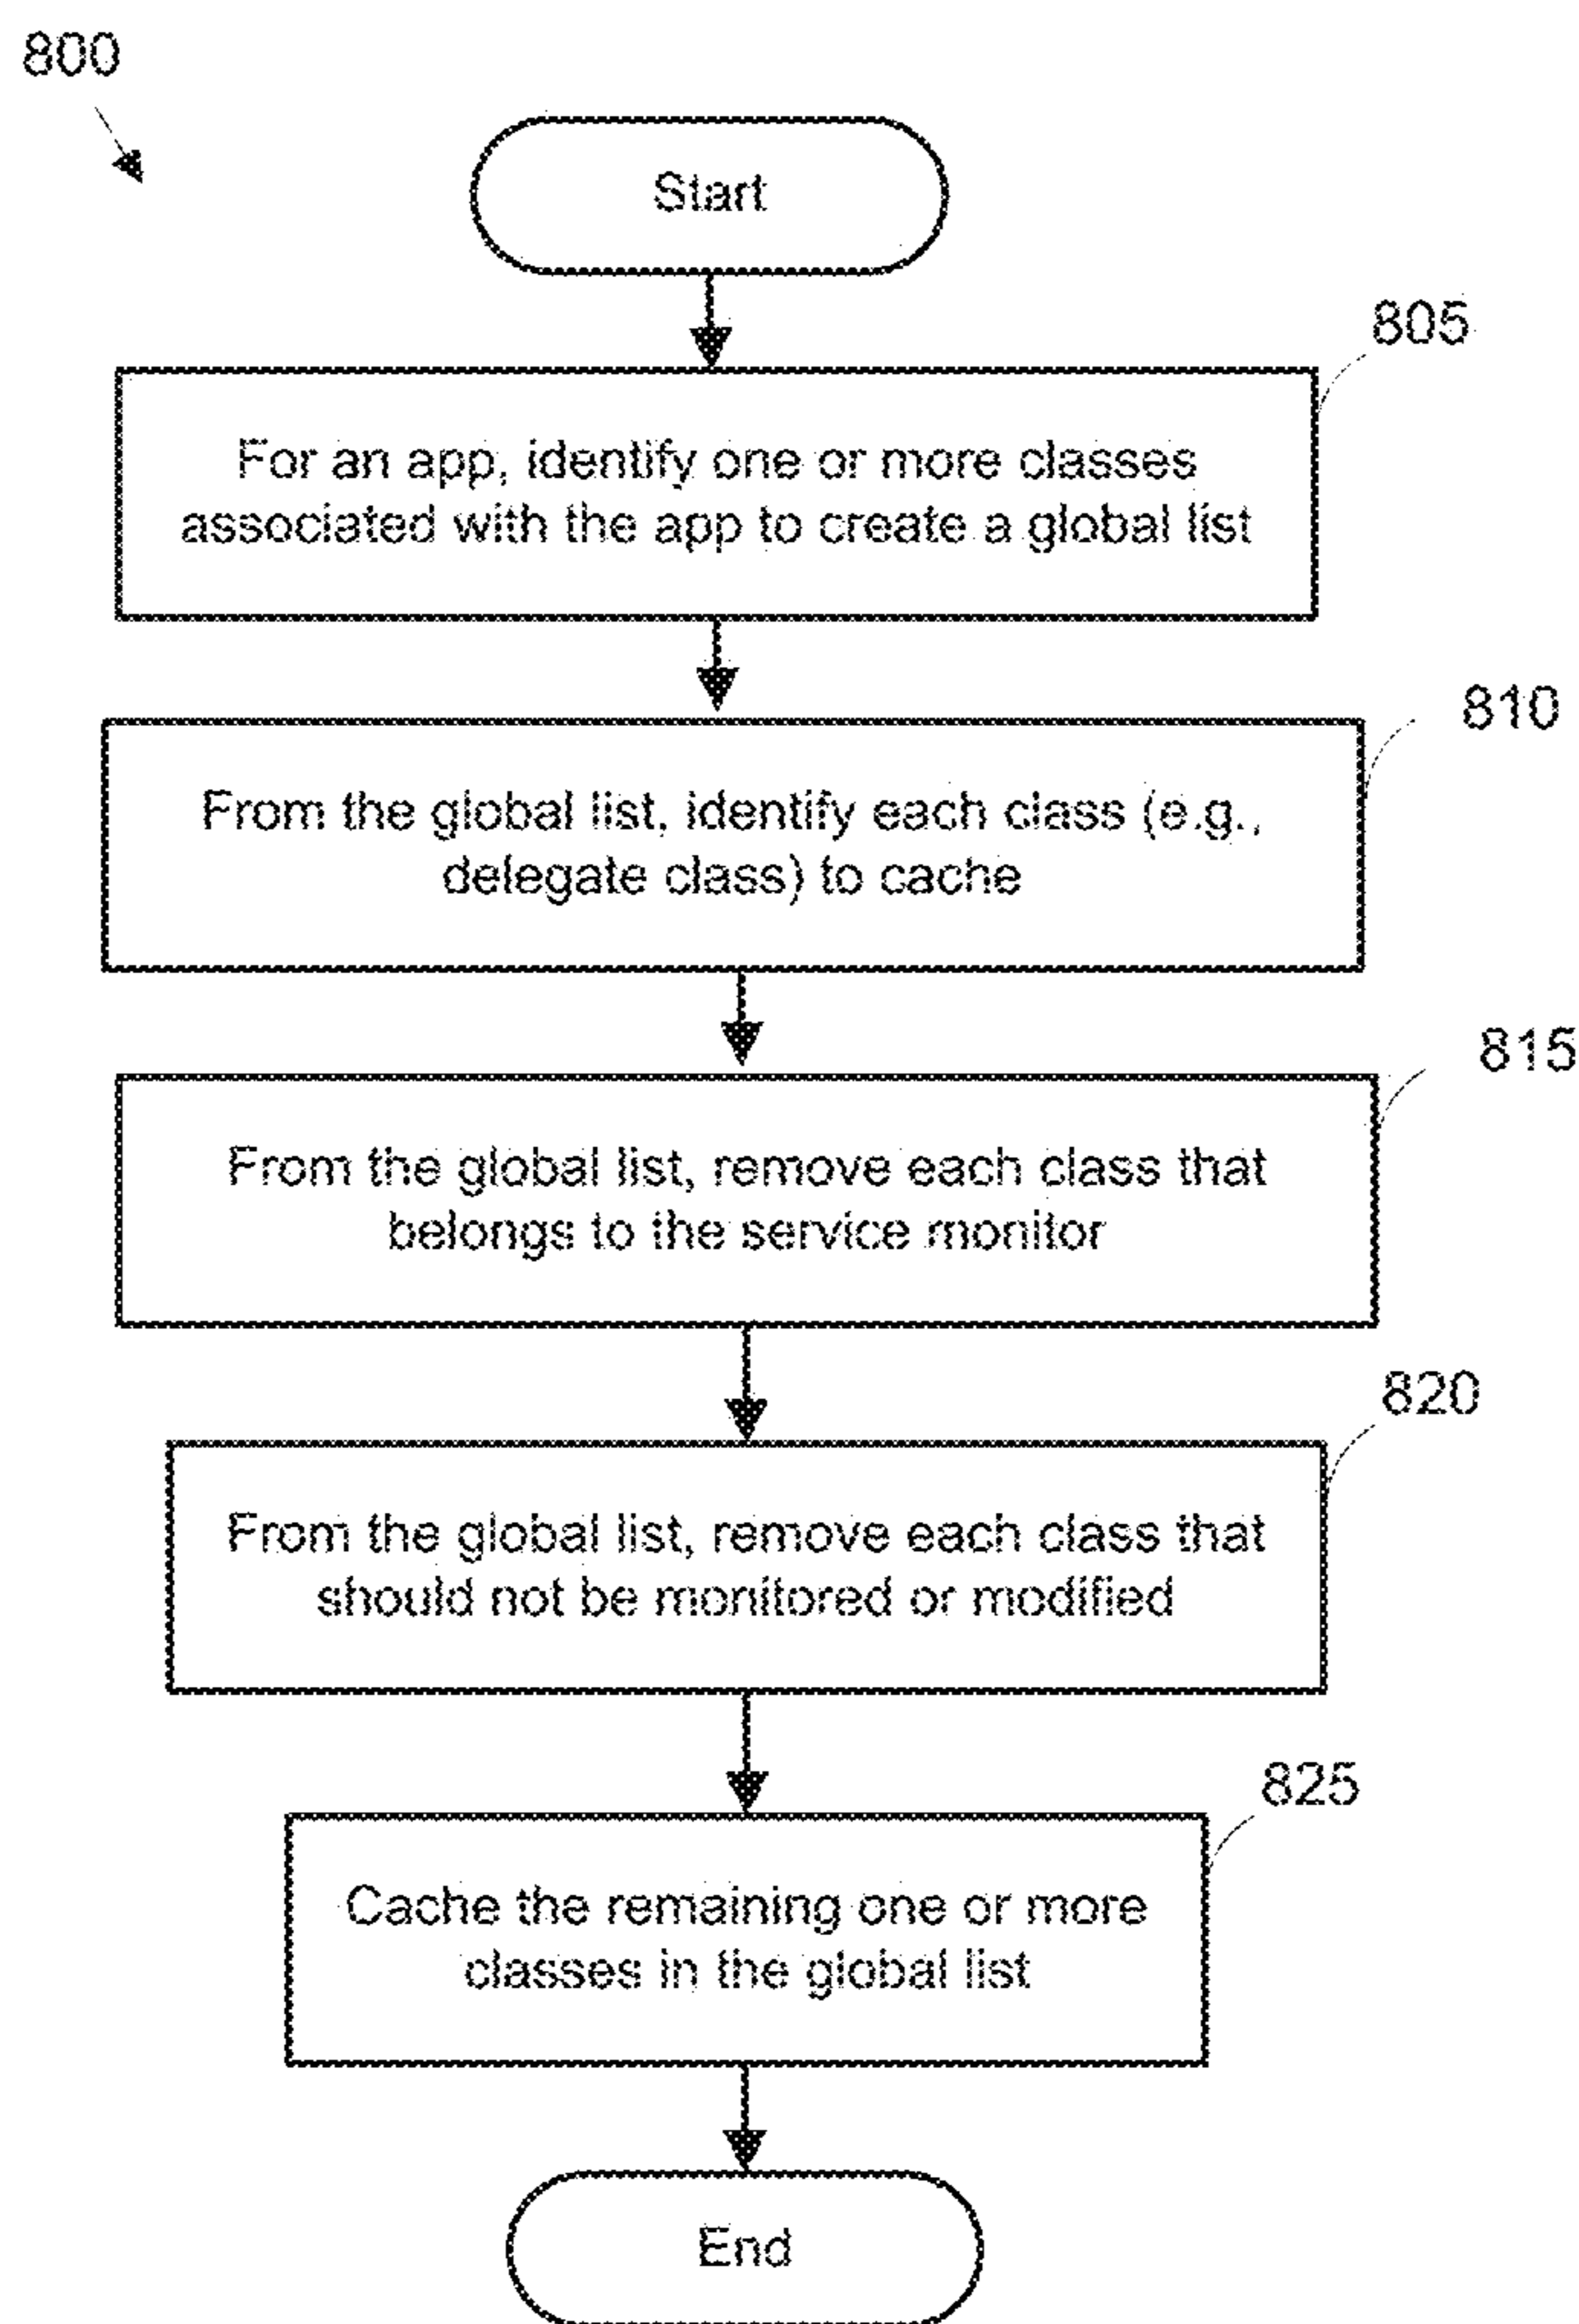 800
Start
805
For an app, identify one or more classes
associated with the app to create a global list
810
From the global list, identify each class (e.g.,
delegate class) to cache
815
From the global list, remove each class that
belongs to the service monitor
820
From the global list, remove each class that
should not be monitored or modified
825
Cache the remaining one or more
classes in the global list
End